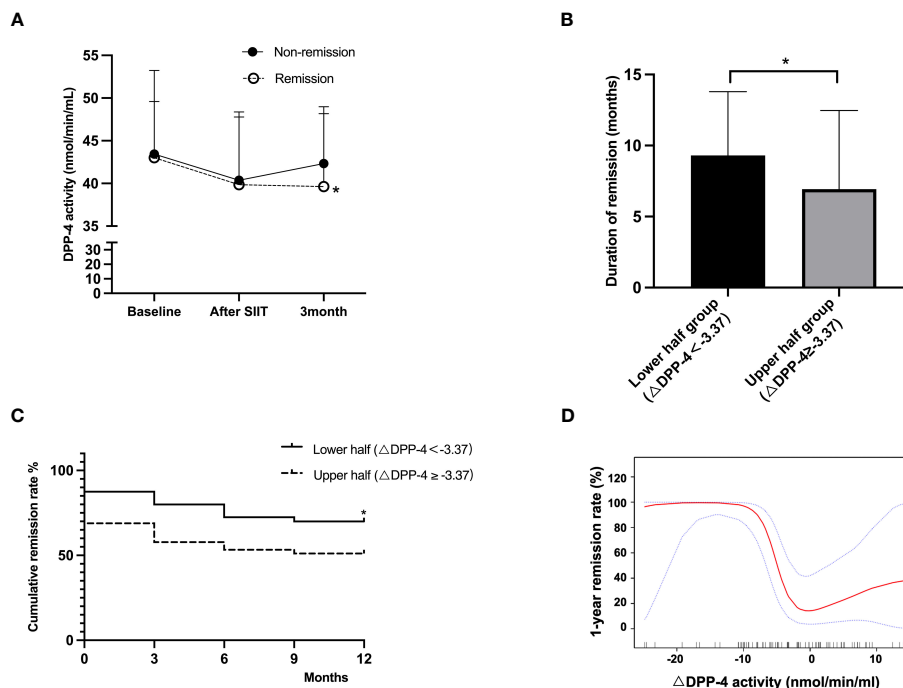 A
Non-remission
Remission
DPP-4 activity (nmol/min/mL)
55
50
45
40
35
30
20
10
0
*
Baseline
After SIIT
3month
B
*
Duration of remission (months)
15
10
5
0
Lower half group
(△DPP-4<-3.37)
Upper half group
(△DPP-4≥-3.37)
C
Lower half (△DPP-4<-3.37)
Upper half (△DPP-4 ≥ -3.37)
Cumulative remission rate %
100
50
0
*
0
3
6
9
12
Months
D
1-year remission rate (%)
120
100
80
60
40
20
0
-20
-10
0
10
△DPP-4 activity (nmol/min/ml)